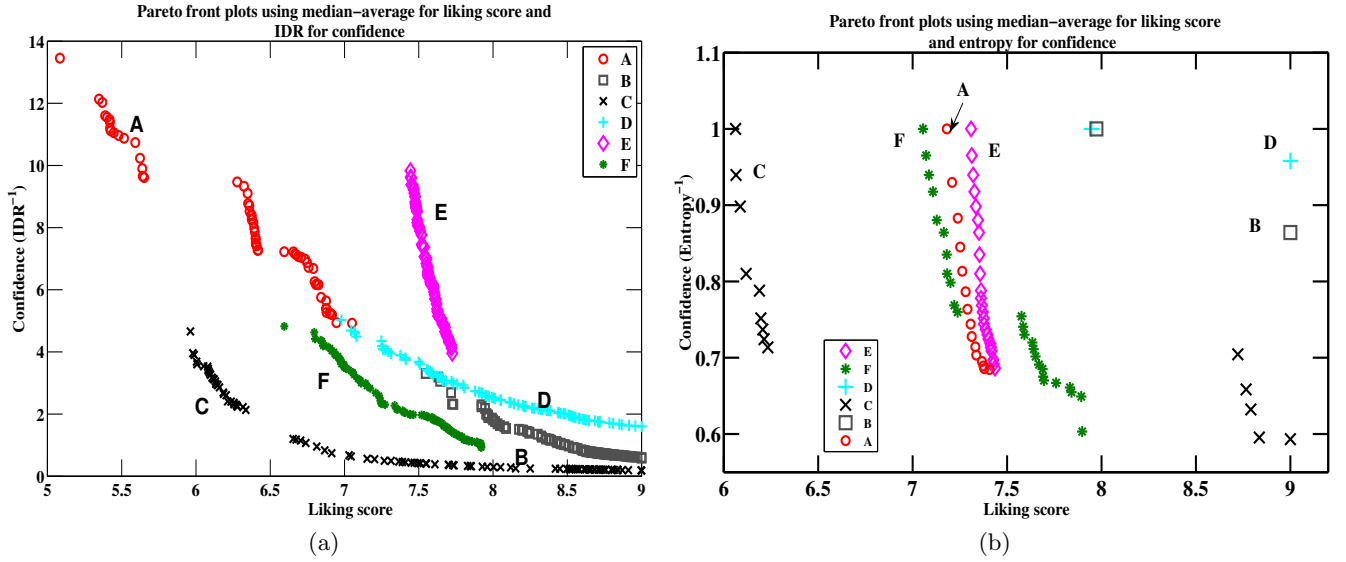 Pareto front plots using median-average for liking score and
IDR for confidence
14
12
10
8
6
4
2
0
Confidence (IDR⁻¹)
A
B
C
D
E
F
A
E
F
C
D
B
5
5.5
6
6.5
7
7.5
8
8.5
9
Liking score
(a)
Pareto front plots using median-average for liking score
and entropy for confidence
1.1
1
0.9
0.8
0.7
0.6
Confidence (Entropy⁻¹)
A
F
E
C
D
B
E
F
D
C
B
A
6
6.5
7
7.5
8
8.5
9
Liking score
(b)